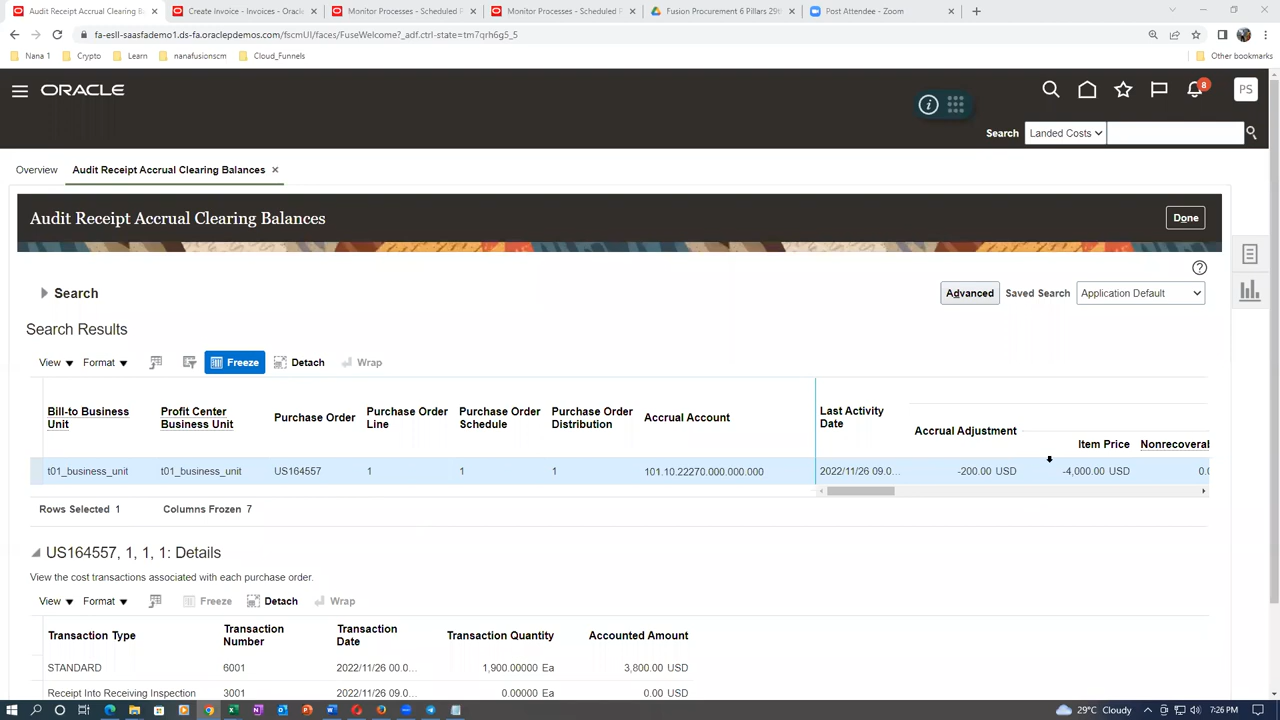 Audit Receipt Accrual Clearing B
Create Invoice - Invoices - Oracle
Monitor Processes - Scheduled P
Monitor Processes - Scheduled P
Fusion Procurement 6 Pillars 29th
Post Attendee - Zoom
fa-esll-saasfademo1.ds-fa.oraclepdemos.com/fscmUI/faces/FuseWelcome?_adf.ctrl-state=tm7qrh6g5_5
Nana 1
Crypto
Learn
nanafusionscm
Cloud_Funnels
Other bookmarks
ORACLE
8
PS
Search
Landed Costs
Overview
Audit Receipt Accrual Clearing Balances
Audit Receipt Accrual Clearing Balances
Done
Search
Advanced
Saved Search
Application Default
Search Results
View
Format
Freeze
Detach
Wrap
Bill-to Business Unit
Profit Center Business Unit
Purchase Order
Purchase Order Line
Purchase Order Schedule
Purchase Order Distribution
Accrual Account
Last Activity Date
Accrual Adjustment
Item Price
Nonrecoveral
t01_business_unit
t01_business_unit
US164557
1
1
1
101.10.22270.000.000.000
2022/11/26 09.0...
-200.00 USD
-4,000.00 USD
0.0
Rows Selected 1
Columns Frozen 7
US164557, 1, 1, 1: Details
View the cost transactions associated with each purchase order.
View
Format
Freeze
Detach
Wrap
Transaction Type
Transaction Number
Transaction Date
Transaction Quantity
Accounted Amount
STANDARD
6001
2022/11/26 00.0...
1,900.00000 Ea
3,800.00 USD
Receipt Into Receiving Inspection
3001
2022/11/26 09.0...
0.00000 Ea
0.00 USD
29°C Cloudy
7:26 PM